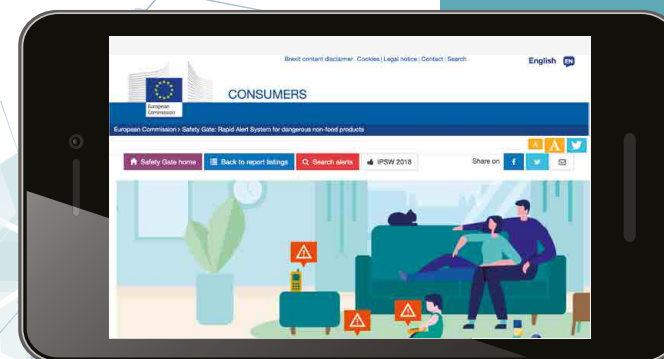 Brexit content disclaimer Cookies | Legal notice | Contact | Search
English EN
European
Commission
CONSUMERS
European Commission > Safety Gate: Rapid Alert System for dangerous non-food products
A A
Safety Gate home Back to report listings Search alerts IPSW 2018 Share on f